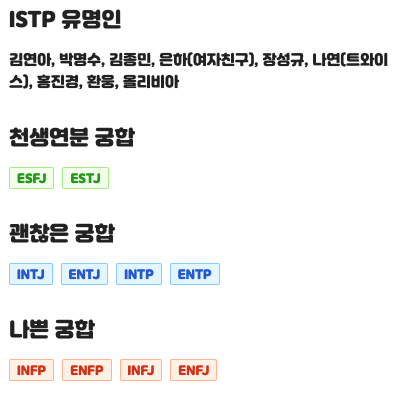 ISTP 유명인
김연아, 박명수, 김종민, 은하(여자친구), 장성규, 나연(트와이
스), 홍진경, 환웅, 올리비아
천생연분 궁합
ESFJ ESTJ
괜찮은 궁합
INTJ ENTJ INTP ENTP
나쁜 궁합
INFP ENFP INFJ ENFJ